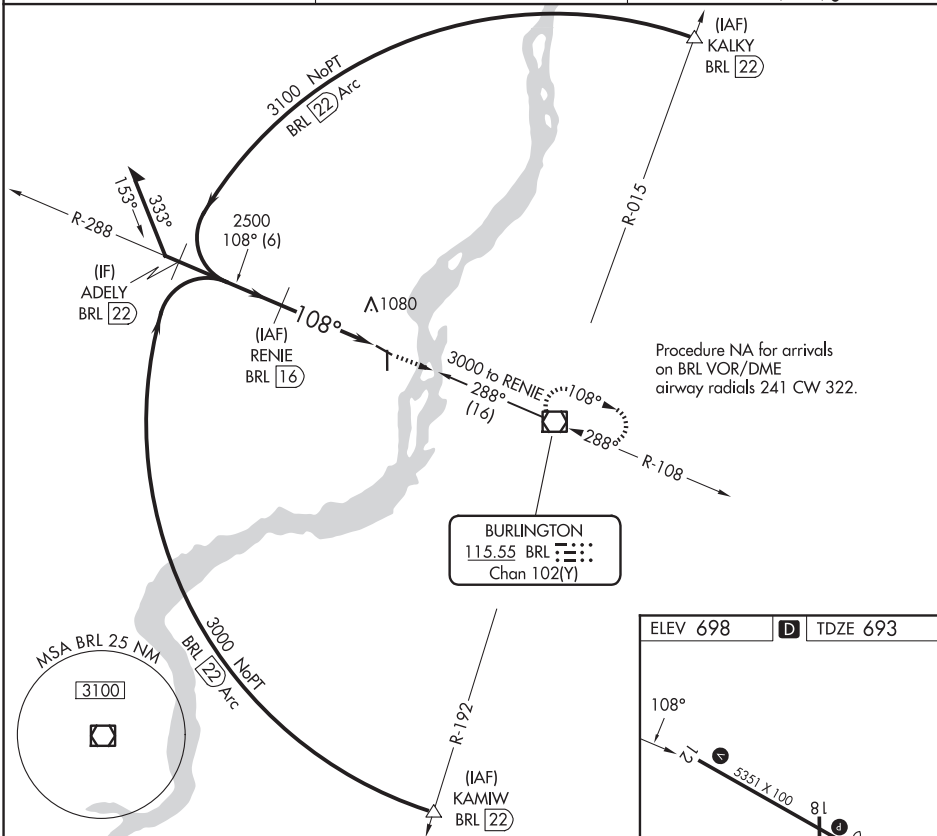 (IAF)
KALKY
BRL 22
3100 NoPT
BRL 22 Arc
R-015
R-288
153°
333°
2500
108° (6)
(IF)
ADELY
BRL 22
108°
1080
(IAF)
RENIE
BRL 16
3000 to RENIE
288°
(16)
108°
288°
R-108
Procedure NA for arrivals
on BRL VOR/DME
airway radials 241 CW 322.
BURLINGTON
115.55 BRL
Chan 102(Y)
3000 NoPT
BRL 22 Arc
R-192
MSA BRL 25 NM
3100
(IAF)
KAMIW
BRL 22
ELEV 698 D TDZE 693
108°
12
V
5351 X 100
18
P